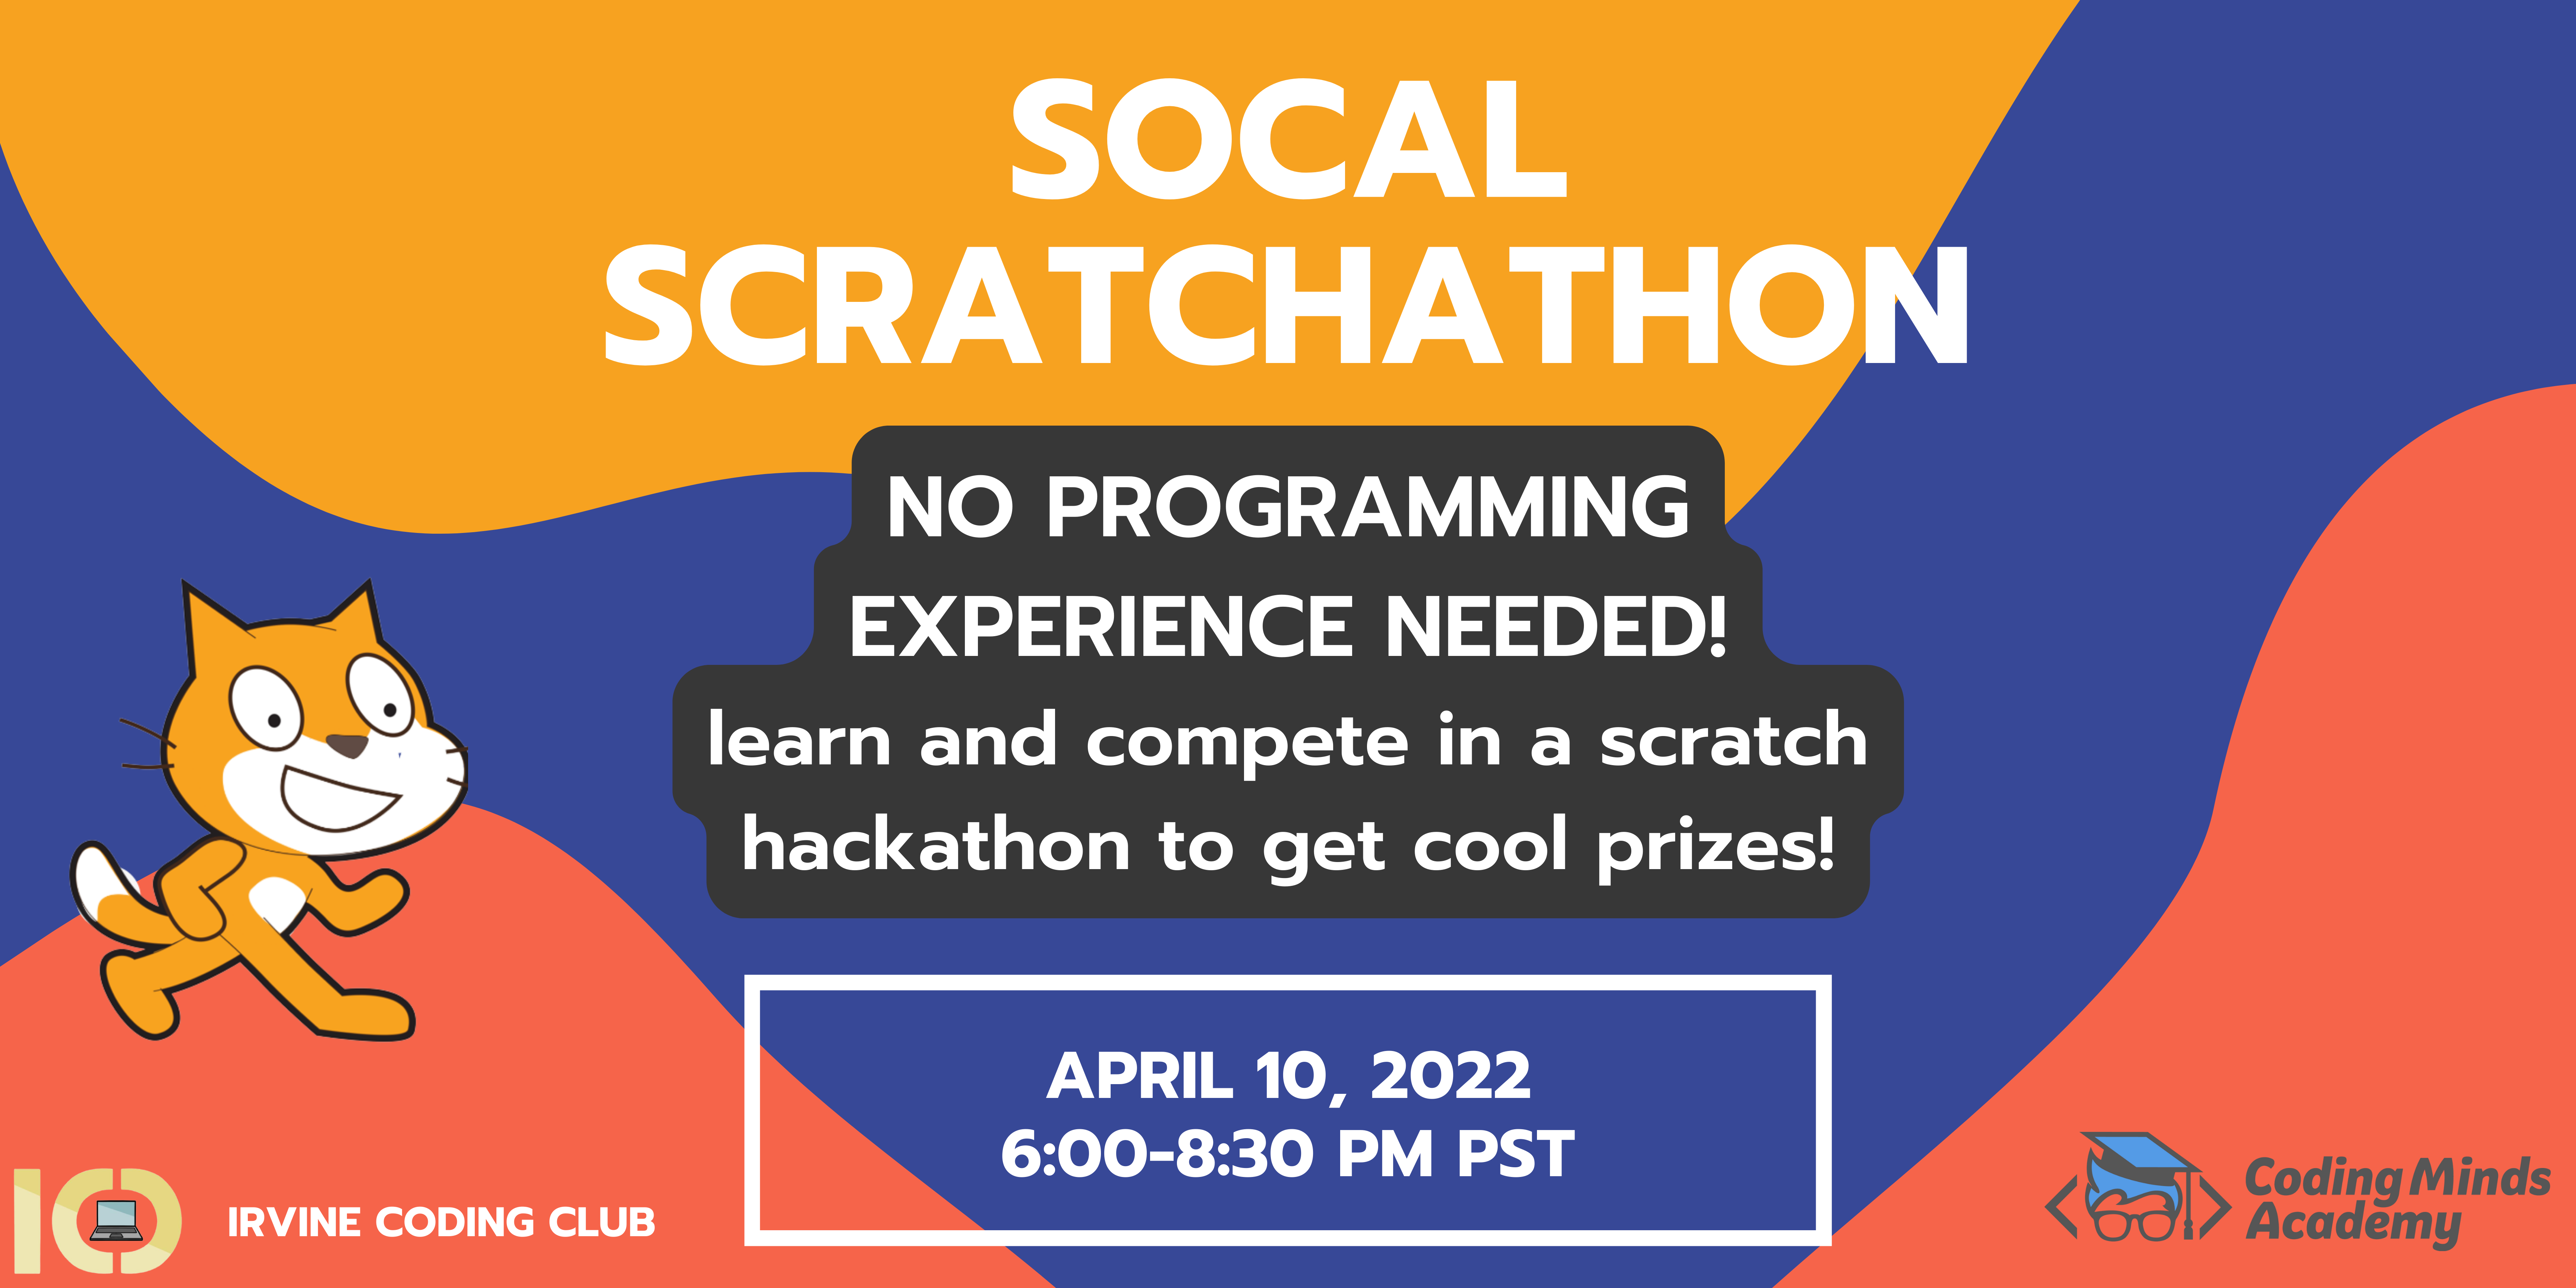 SOCAL
SCRATCHATHON
NO PROGRAMMING
EXPERIENCE NEEDED!
learn and compete in a scratch
hackathon to get cool prizes!
APRIL 10, 2022
6:00-8:30 PM PST
IRVINE CODING CLUB
Coding Minds
Academy